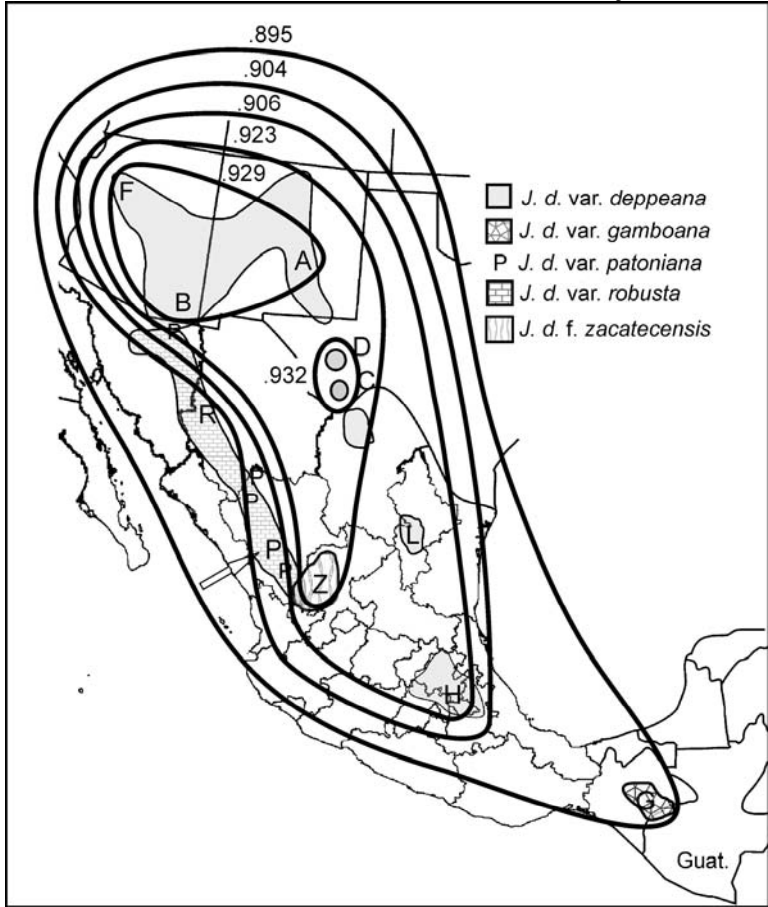 .895
.904
.906
.923
.929
F
A
B
J. d. var. deppeana
J. d. var. gamboana
P J. d. var. patoniana
J. d. var. robusta
J. d. f. zacatecensis
P
D
.932
C
R
P
P
L
P
P
Z
H
G
Guat.